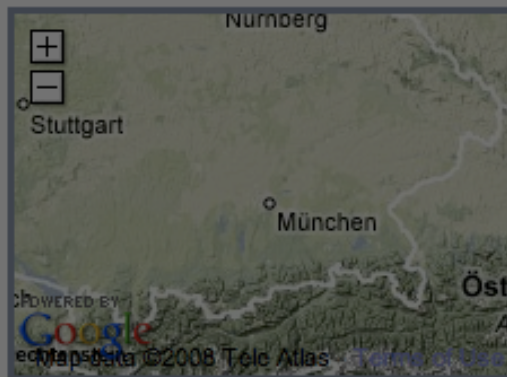 Nürnberg
+
−
Stuttgart
München
Öst
POWERED BY
Google
Map data ©2008 Tele Atlas Terms of Use